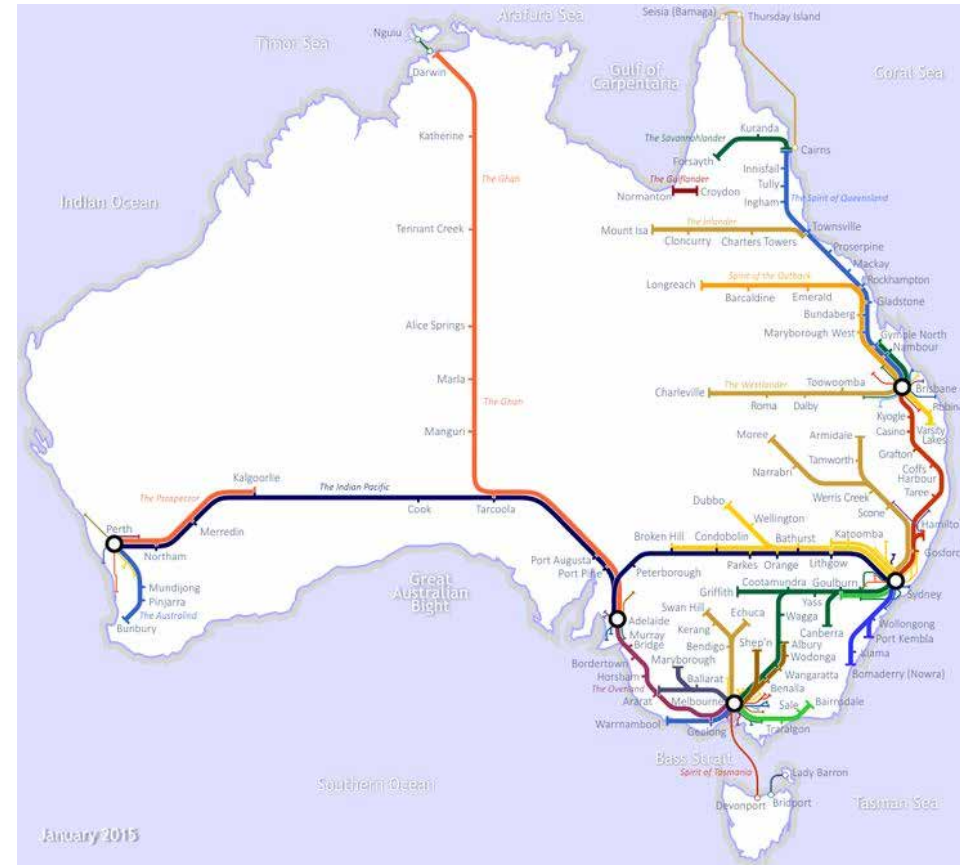 Arafura Sea
Seisia (Bamaga)
Thursday Island
Nguiu
Timor Sea
Darwin
Gulf of
Carpentaria
Coral Sea
Katherine
The Savannahlander
Kuranda
Cairns
Forsayth
Innisfail
The Ghan
The Gulflander
Tully
Normanton
Croydon
Ingham
The Spirit of Queensland
Indian Ocean
Tennant Creek
Mount Isa
The Inlander
Cloncurry
Charters Towers
Townsville
Proserpine
Mackay
Rockhampton
Longreach
Spirit of the Outback
Barcaldine
Emerald
Gladstone
Bundaberg
Alice Springs
Maryborough West
Gympie North
Nambour
Marla
The Ghan
Charleville
The Westlander
Toowoomba
Brisbane
Roma
Dalby
Kyogle
Varsity
Lakes
Manguri
Casino
Moree
Armidale
Grafton
Tamworth
Coffs
Harbour
Narrabri
Werris Creek
Taree
Kalgoorlie
The Prospector
The Indian Pacific
Cook
Tarcoola
Dubbo
Scone
Wellington
Perth
Merredin
Northam
Broken Hill
Condobolin
Bathurst
Katoomba
Gosford
Port Augusta
Port Pirie
Peterborough
Parkes
Orange
Lithgow
Mundijong
Pinjarra
The Australind
Bunbury
Great
Australian
Bight
Griffith
Cootamundra
Goulburn
Sydney
Yass
Swan Hill
Echuca
Wagga
Adelaide
Murray
Bridge
Kerang
Bendigo
Shep'n
Albury
Wodonga
Canberra
Wollongong
Port Kembla
Kiama
Bomaderry (Nowra)
Bordertown
Maryborough
Horsham
Ballarat
Wangaratta
Benalla
The Overland
Ararat
Melbourne
Sale
Bairnsdale
Warrnambool
Geelong
Traralgon
Bass Strait
Spirit of Tasmania
Lady Barron
Southern Ocean
Devonport
Bridport
Tasman Sea
January 2015